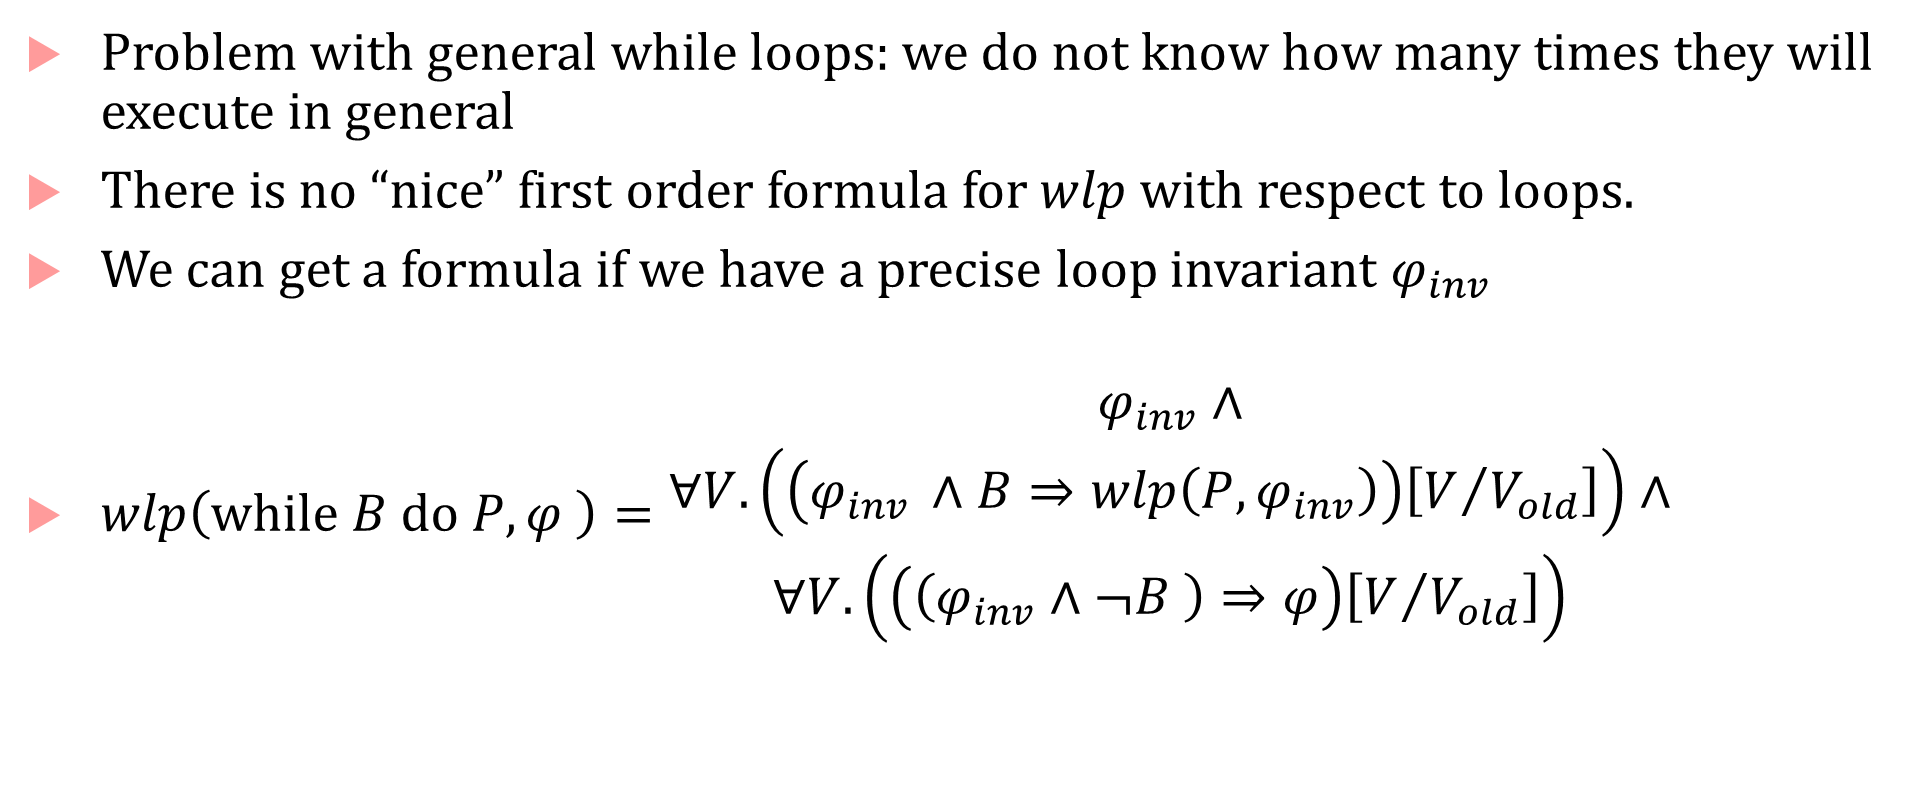 Problem with general while loops: we do not know how many times they will
execute in general
There is no “nice” first order formula for wlp with respect to loops.
We can get a formula if we have a precise loop invariant φ_inv
φ_inv ∧
wlp(while B do P, φ ) = ∀V. ((φ_inv ∧ B ⇒ wlp(P, φ_inv))[V/V_old]) ∧
∀V. (((φ_inv ∧ ¬B ) ⇒ φ)[V/V_old])